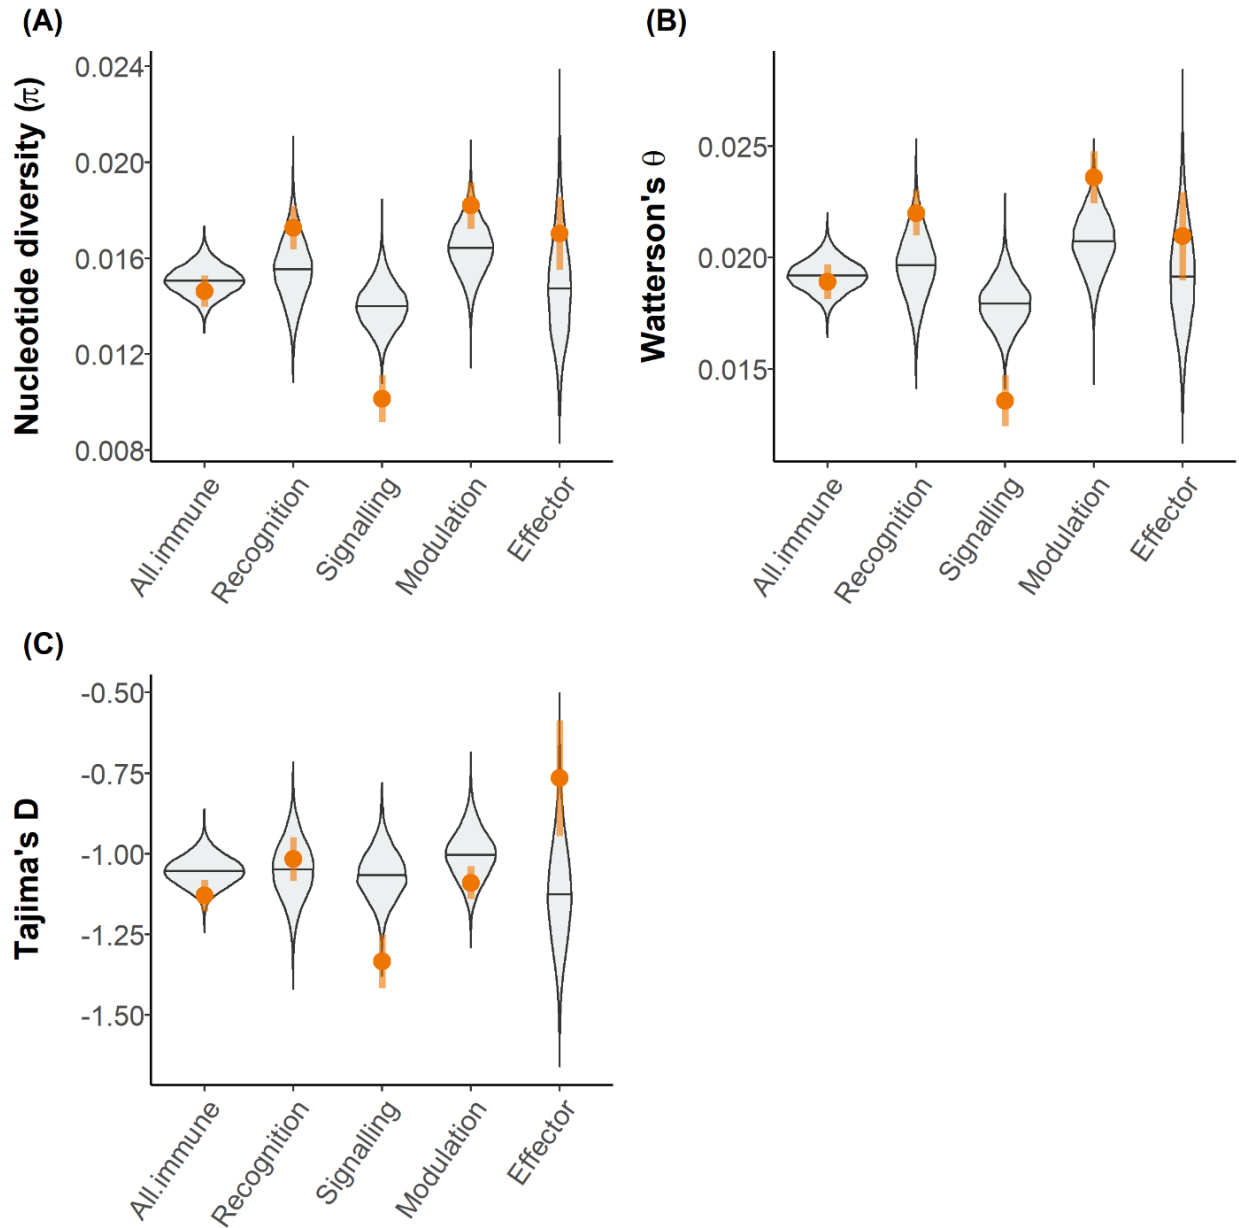 (A)
Nucleotide diversity (π)
0.024
0.020
0.016
0.012
0.008
All.immune
Recognition
Signalling
Modulation
Effector
(B)
Watterson's θ
0.025
0.020
0.015
All.immune
Recognition
Signalling
Modulation
Effector
(C)
Tajima's D
-0.50
-0.75
-1.00
-1.25
-1.50
All.immune
Recognition
Signalling
Modulation
Effector